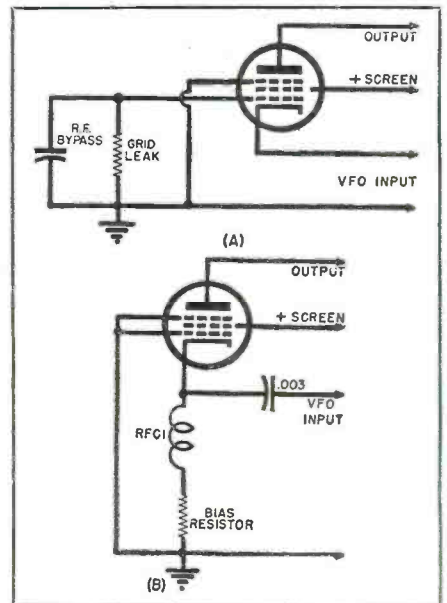 OUTPUT
+ SCREEN
R.F.
BYPASS
GRID
LEAK
VFO INPUT
(A)
OUTPUT
+ SCREEN
.003
VFO
INPUT
RFC1
BIAS
RESISTOR
(B)